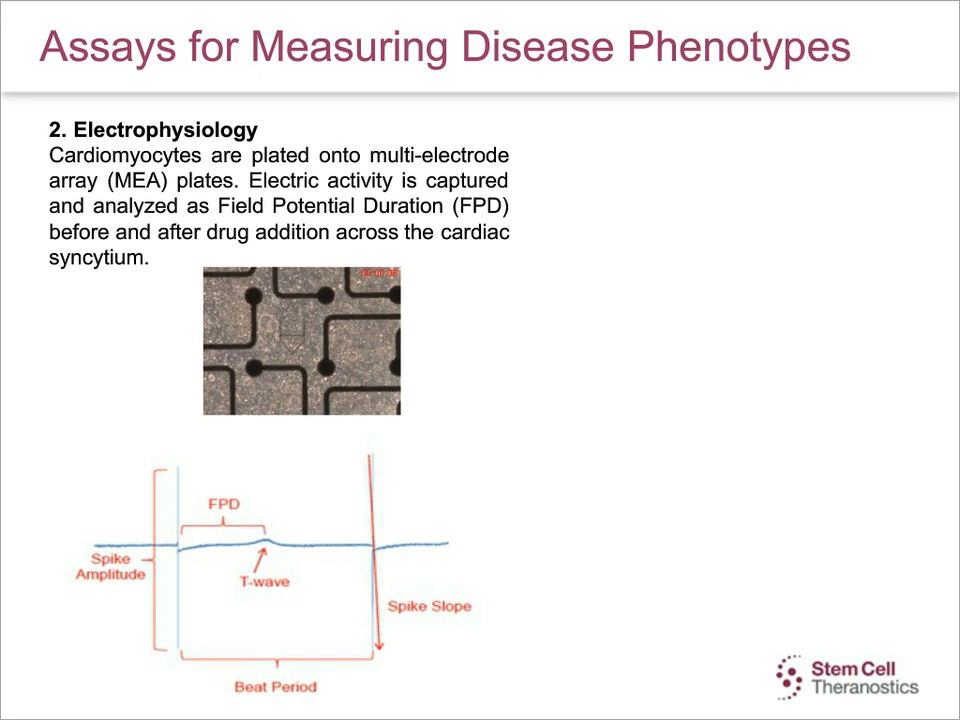 Assays for Measuring Disease Phenotypes
2. Electrophysiology
Cardiomyocytes are plated onto multi-electrode
array (MEA) plates. Electric activity is captured
and analyzed as Field Potential Duration (FPD)
before and after drug addition across the cardiac
syncytium.
FPD
Spike
Amplitude
T-wave
Spike Slope
Beat Period
Stem Cell
Theranostics